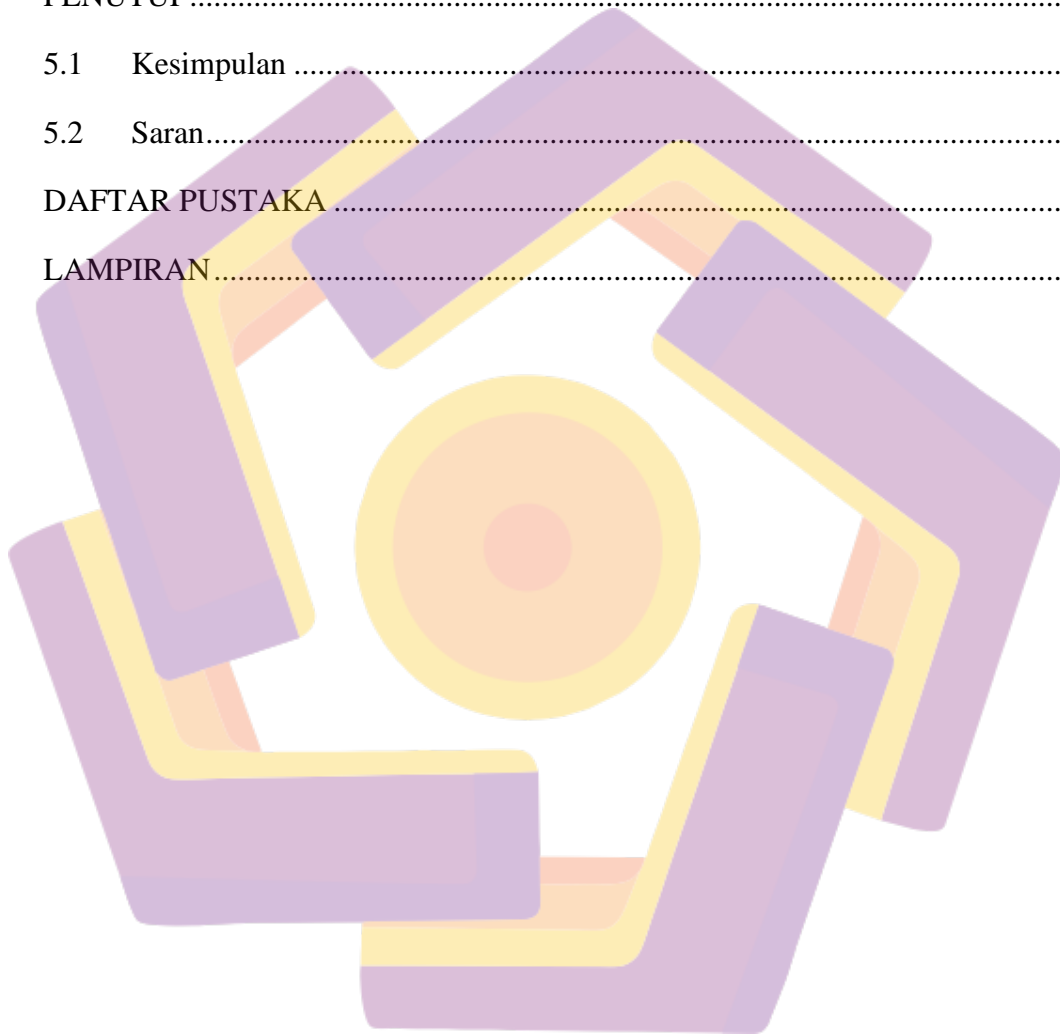 PENUTUP ................................................................................
5.1 Kesimpulan ................................................................................
5.2 Saran ................................................................................
DAFTAR PUSTAKA ................................................................................
LAMPIRAN ................................................................................